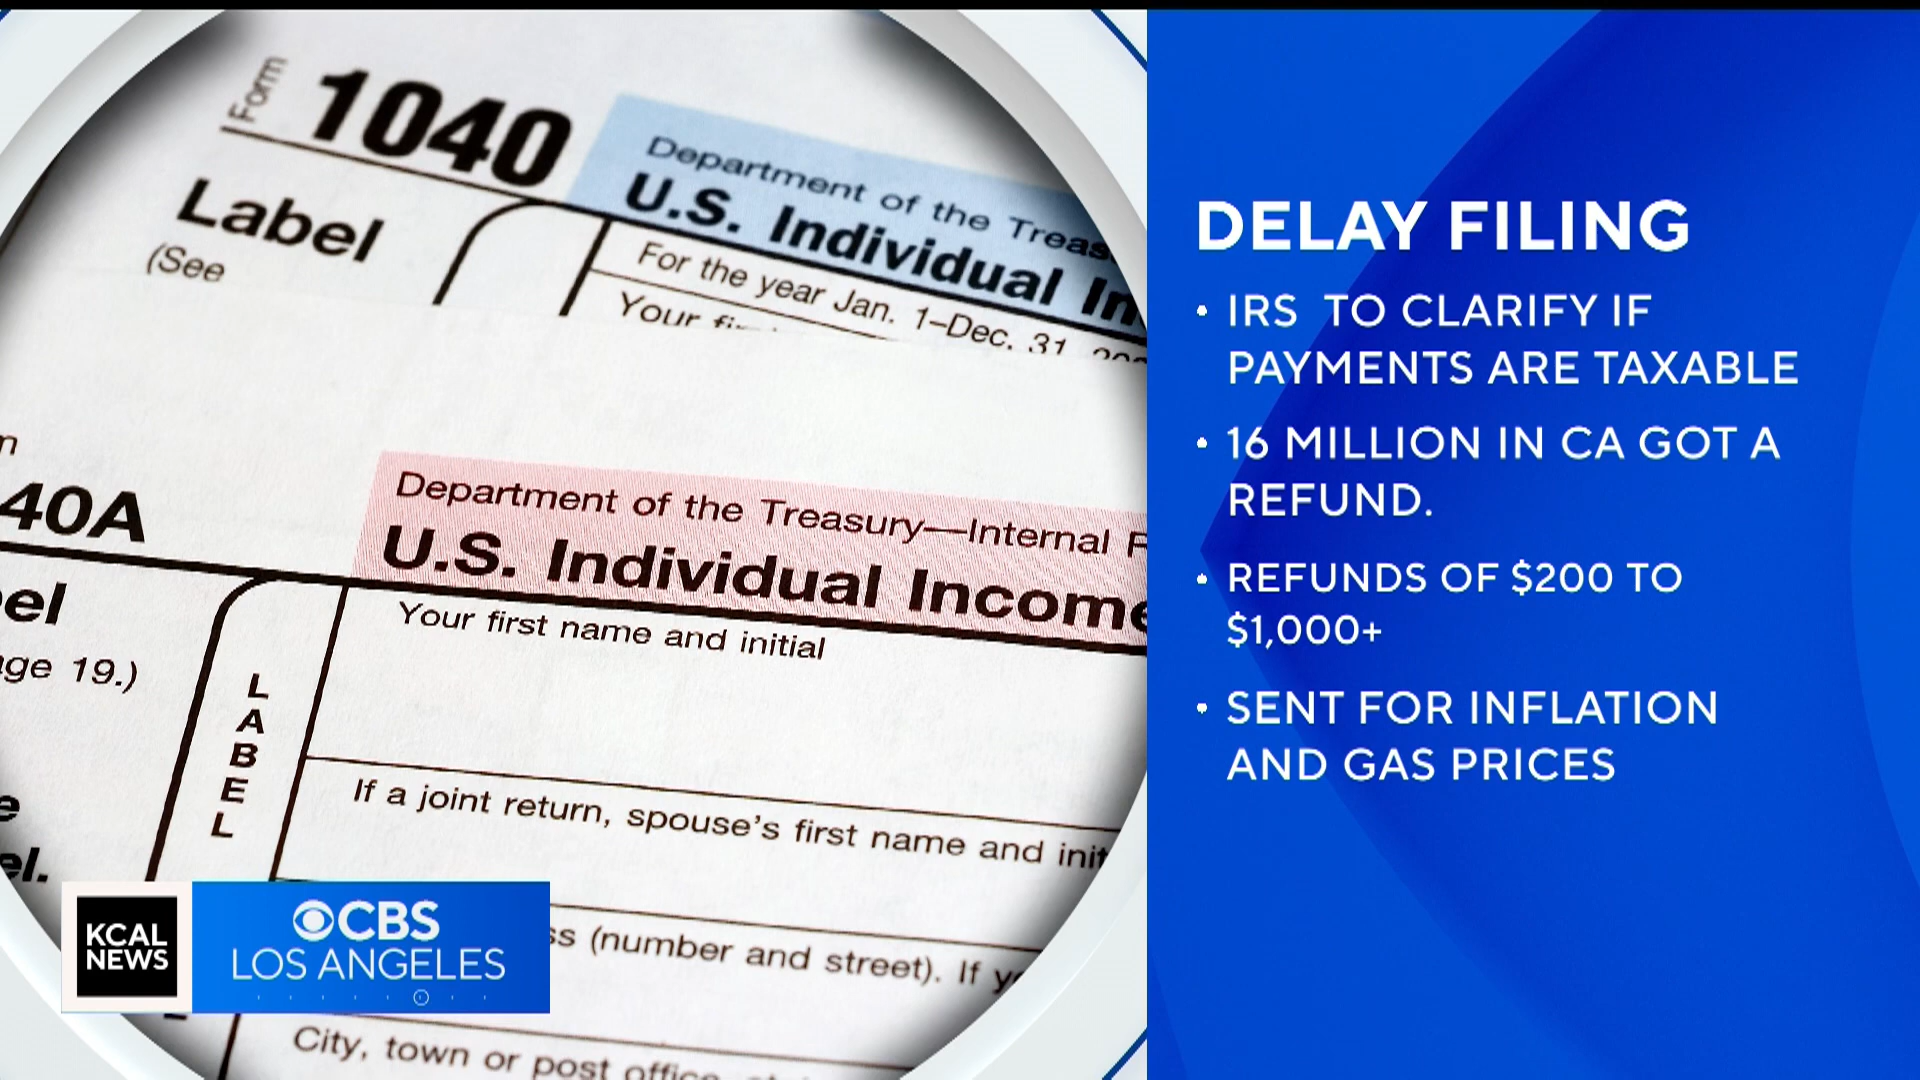 Form 1040
Department of the Treas
U.S. Individual In
Label
(See
For the year Jan. 1–Dec. 31,
Your
40A
Department of the Treasury—Internal
U.S. Individual Income
el
Your first name and initial
ge 19.)
LABEL
If a joint return, spouse's first name and init
el.
ss (number and street). If y
City, town or post office,
KCAL
NEWS
CBS
LOS ANGELES
DELAY FILING
• IRS TO CLARIFY IF
PAYMENTS ARE TAXABLE
• 16 MILLION IN CA GOT A
REFUND.
• REFUNDS OF $200 TO
$1,000+
• SENT FOR INFLATION
AND GAS PRICES